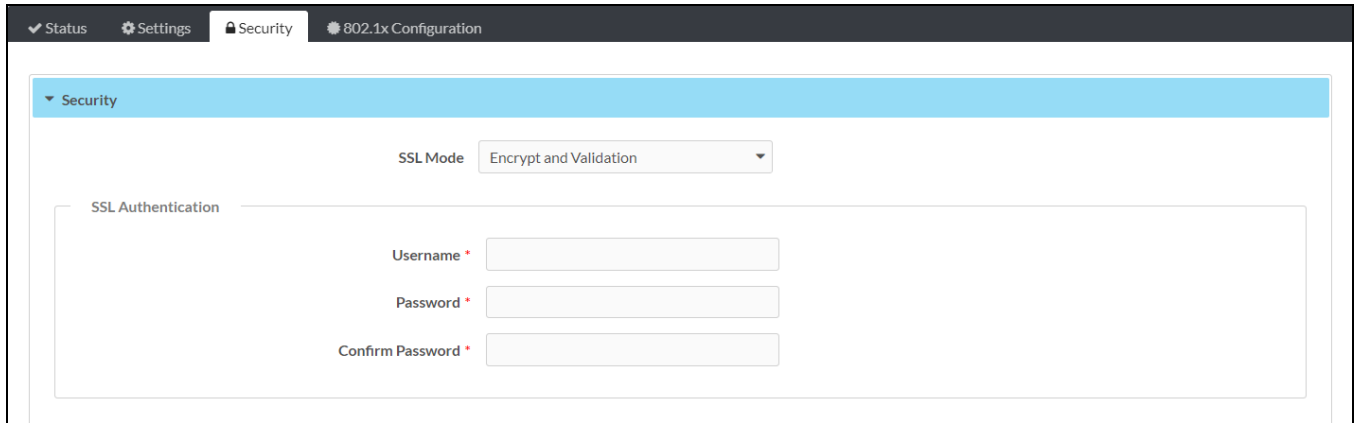 Status Settings Security 802.1x Configuration
Security
SSL Mode Encrypt and Validation
SSL Authentication
Username *
Password *
Confirm Password *